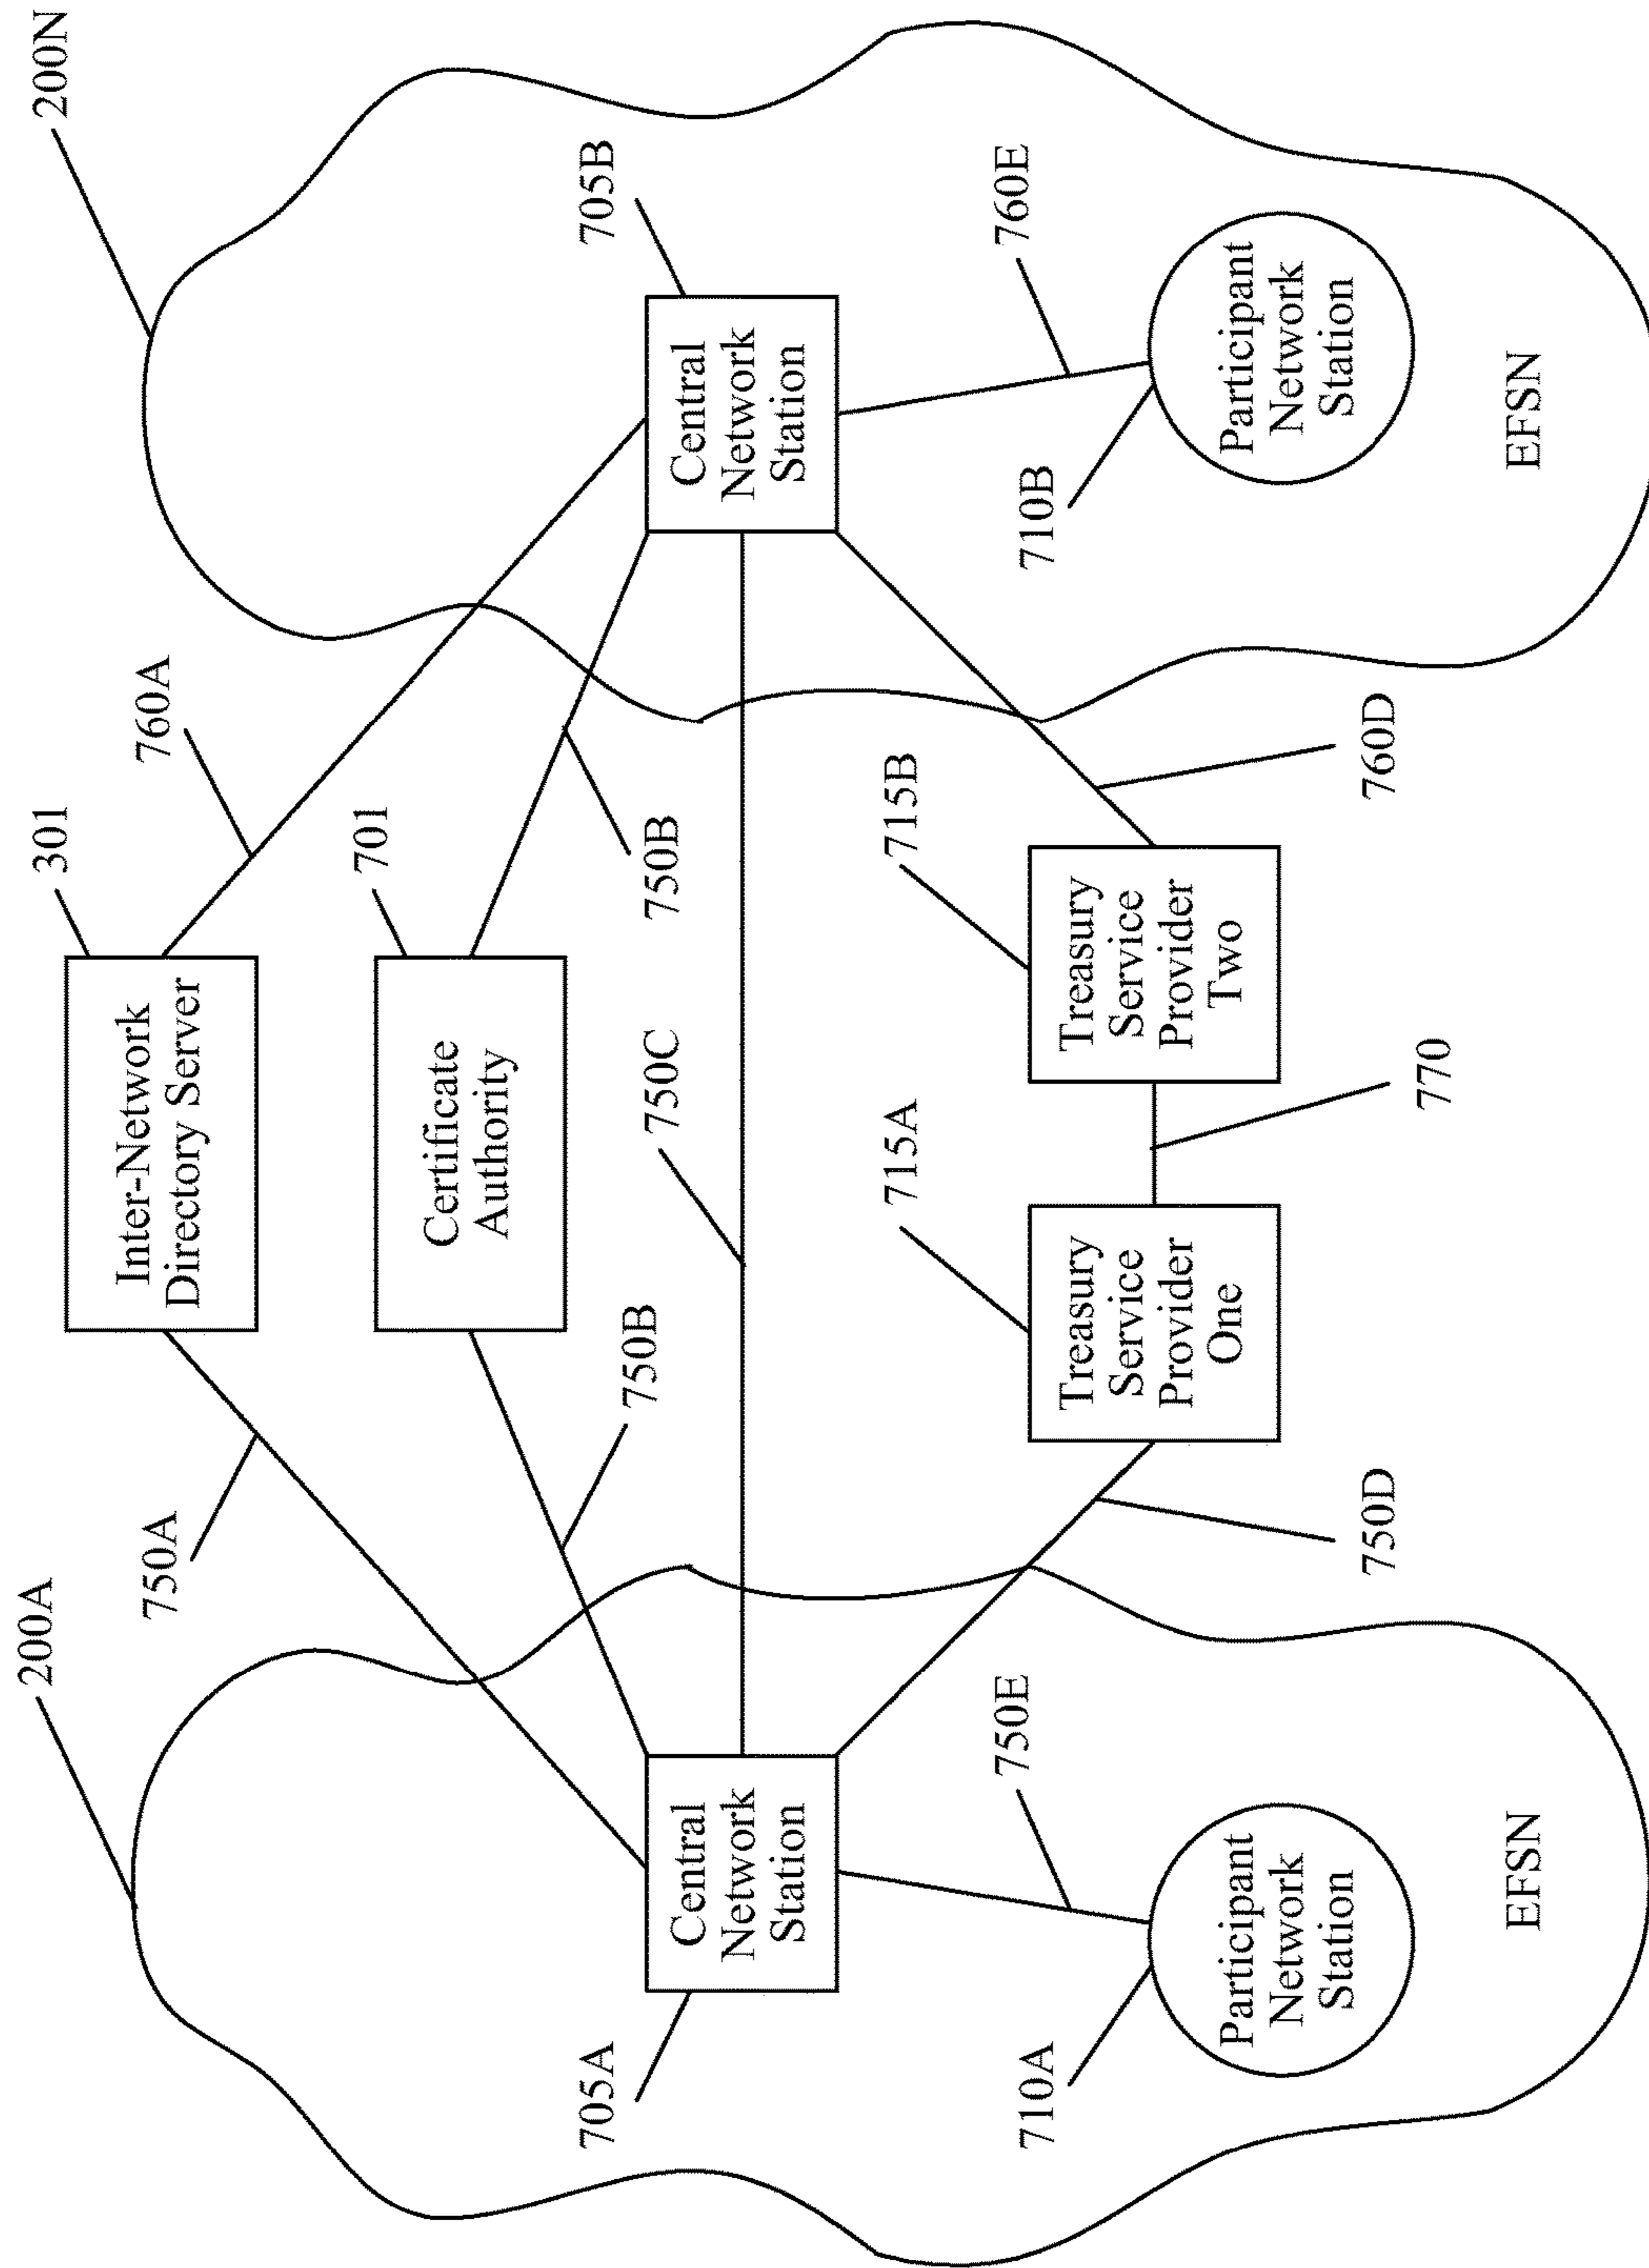 200A
200N
750A
301
760A
Inter-Network
Directory Server
701
Certificate
Authority
750B
750B
705A
Central
Network
Station
750C
705B
Central
Network
Station
715A
715B
710A
750E
Treasury
Service
Provider
One
Treasury
Service
Provider
Two
710B
760E
Participant
Network
Station
750D
770
760D
Participant
Network
Station
EFSN
EFSN